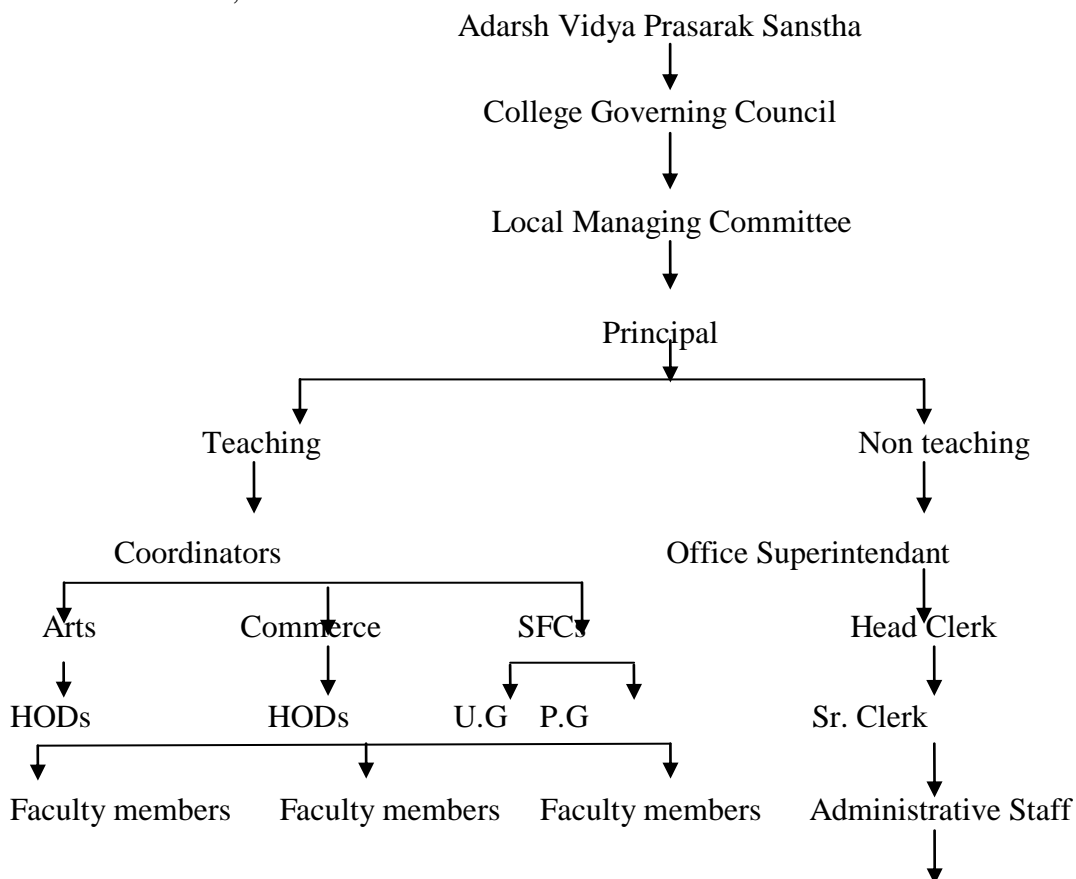 Adarsh Vidya Prasarak Sanstha
College Governing Council
Local Managing Committee
Principal
Teaching Non teaching
Coordinators Office Superintendant
Arts Commerce SFCs Head Clerk
HODs HODs U.G P.G Sr. Clerk
Faculty members Faculty members Faculty members Administrative Staff